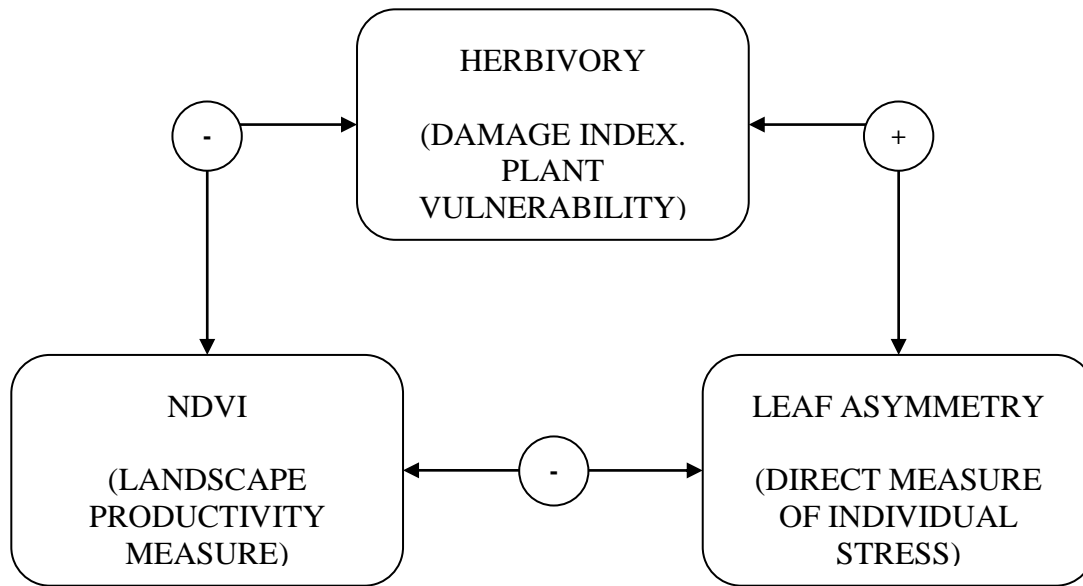 HERBIVORY
(DAMAGE INDEX.
PLANT
VULNERABILITY)
-
+
NDVI
(LANDSCAPE
PRODUCTIVITY
MEASURE)
-
LEAF ASYMMETRY
(DIRECT MEASURE
OF INDIVIDUAL
STRESS)